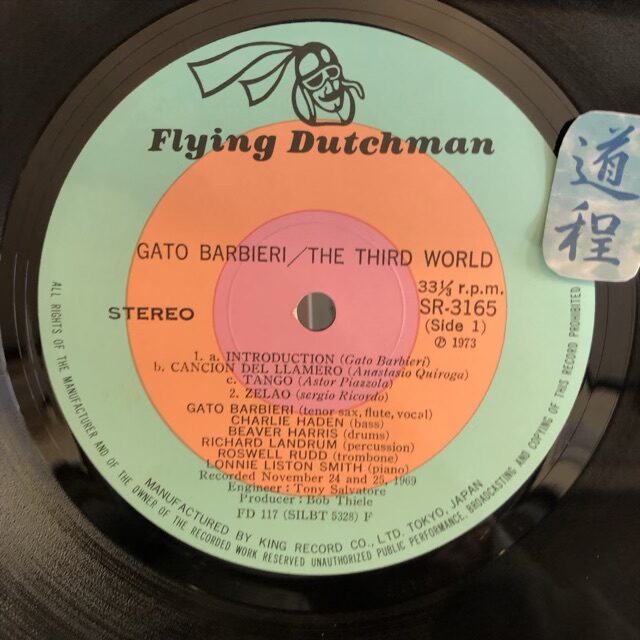 Flying Dutchman
道程
GATO BARBIERI/THE THIRD WORLD
STEREO
33⅓ r.p.m.
SR-3165
(Side 1)
Ⓟ 1973
1. a. INTRODUCTION (Gato Barbieri)
b. CANCION DEL LLAMERO (Anastasio Quiroga)
c. TANGO (Astor Piazzola)
2. ZELAO (sergio Ricordo)
GATO BARBIERI (tenor sax, flute, vocal)
CHARLIE HADEN (bass)
BEAVER HARRIS (drums)
RICHARD LANDRUM (percussion)
ROSWELL RUDD (trombone)
LONNIE LISTON SMITH (piano)
Recorded November 24 and 25, 1969
Engineer : Tony Salvatore
Producer : Bob Thiele
FD 117 (SILBT 5328) F
MANUFACTURED BY KING RECORD CO., LTD. TOKYO, JAPAN
ALL RIGHTS OF THE MANUFACTURER AND OF THE OWNER OF THE RECORDED WORK RESERVED UNAUTHORIZED PUBLIC PERFORMANCE, BROADCASTING AND COPYING OF THIS RECORD PROHIBITED